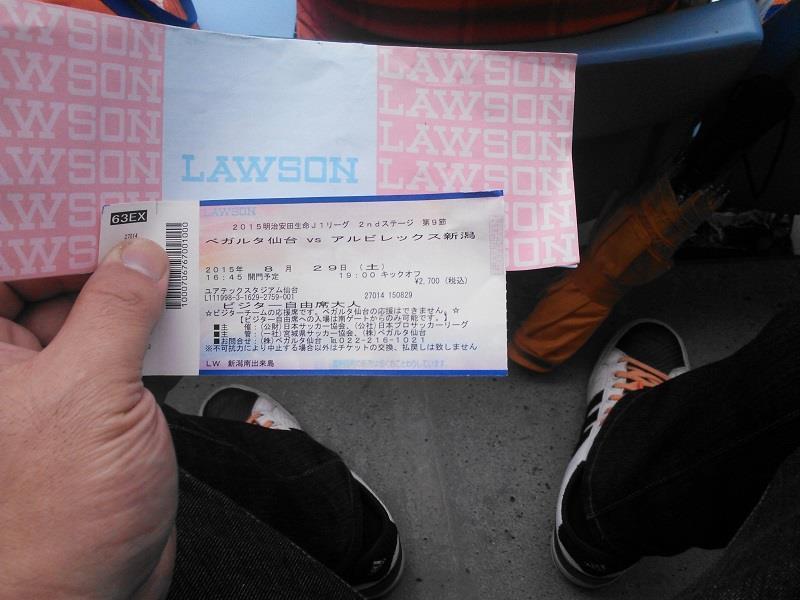 LAWSON
LAWSON
LAWSON
LAWSON
LAWSON
LAWSON
LAWSON
63EX
LAWSON
27014
2015明治安田生命J1リーグ 2ndステージ 第9節
ベガルタ仙台 vs アルビレックス新潟
2015年 8月 29日 (土)
16:45 開門予定 19:00 キックオフ
¥2,700 (税込)
ユアテックスタジアム仙台
L111998-3-1629-2759-001 27014 150829
ビジター自由席大人
☆ビジターチームの応援席です。ベガルタ仙台の応援はできません。☆
【ビジター自由席への入場は南ゲートからのみ可能です。】
■主 催：(公財)日本サッカー協会、(公社)日本プロサッカーリーグ
■主 管：(一社)宮城県サッカー協会、(株)ベガルタ仙台
■お問合せ：(株)ベガルタ仙台 ℡022-216-1021
※不可抗力により中止する場合以外はチケットの交換、払戻しは致しません
LW 新潟南出来島
1000706767001000